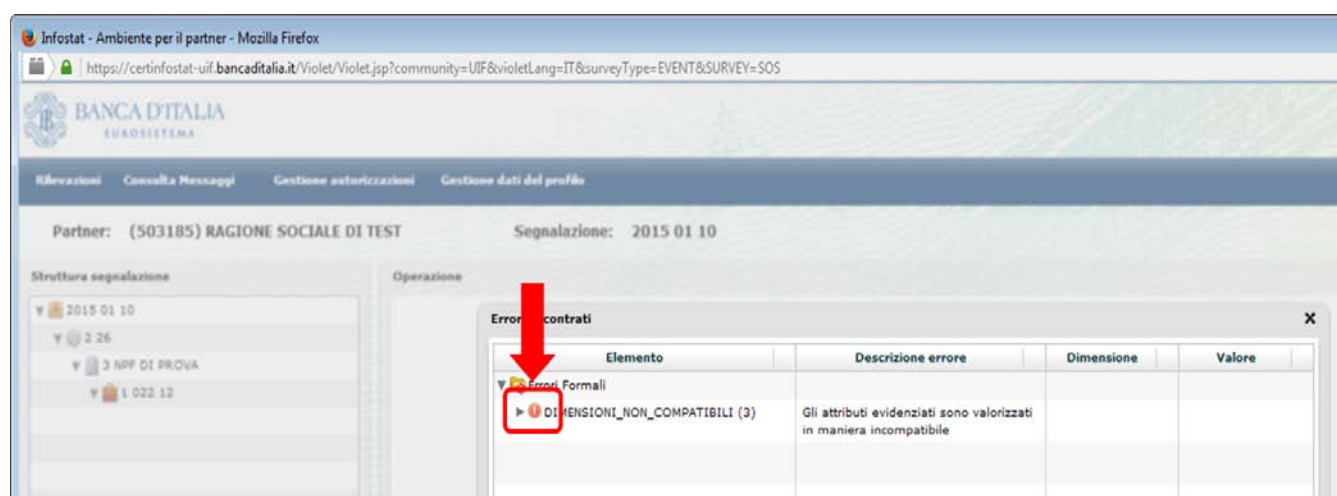 Infostat - Ambiente per il partner - Mozilla Firefox
https://certinfostat-uif.bancaditalia.it/Violet/Violet.jsp?community=UIF&violetLang=IT&surveyType=EVENT&SURVEY=SOS
BANCA D'ITALIA
EUROSISTEMA
Rilevazioni Consulta Messaggi Gestione autorizzazioni Gestione dati del profilo
Partner: (503185) RAGIONE SOCIALE DI TEST Segnalazione: 2015 01 10
Struttura segnalazione Operazione
2015 01 10
2 26
3 NPF DI PROVA
1 022 12
Errori contrati X
Elemento Descrizione errore Dimensione Valore
Errori Formali
DIMENSIONI_NON_COMPATIBILI (3) Gli attributi evidenziati sono valorizzati
in maniera incompatibile